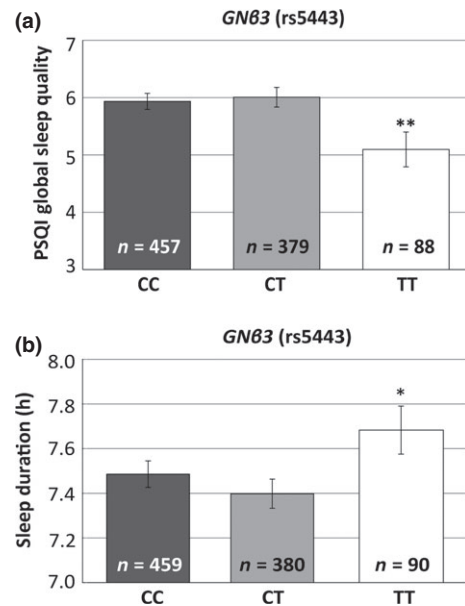 (a)
GNβ3 (rs5443)
PSQI global sleep quality
7
6
5
4
3
**
n = 457
n = 379
n = 88
CC
CT
TT
(b)
GNβ3 (rs5443)
Sleep duration (h)
8.0
7.8
7.6
7.4
7.2
7.0
*
n = 459
n = 380
n = 90
CC
CT
TT